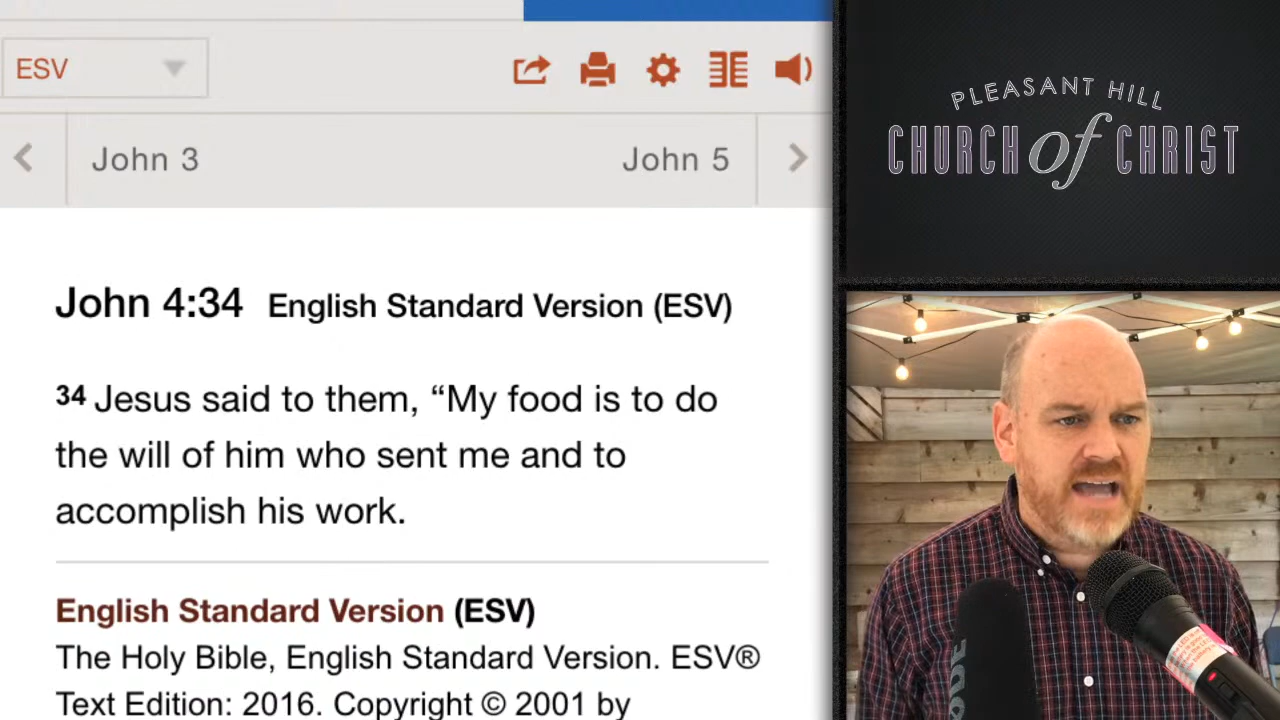 ESV
John 3
John 5
John 4:34 English Standard Version (ESV)
34 Jesus said to them, “My food is to do
the will of him who sent me and to
accomplish his work.
English Standard Version (ESV)
The Holy Bible, English Standard Version. ESV®
Text Edition: 2016. Copyright © 2001 by
PLEASANT HILL
CHURCH of CHRIST
ODE